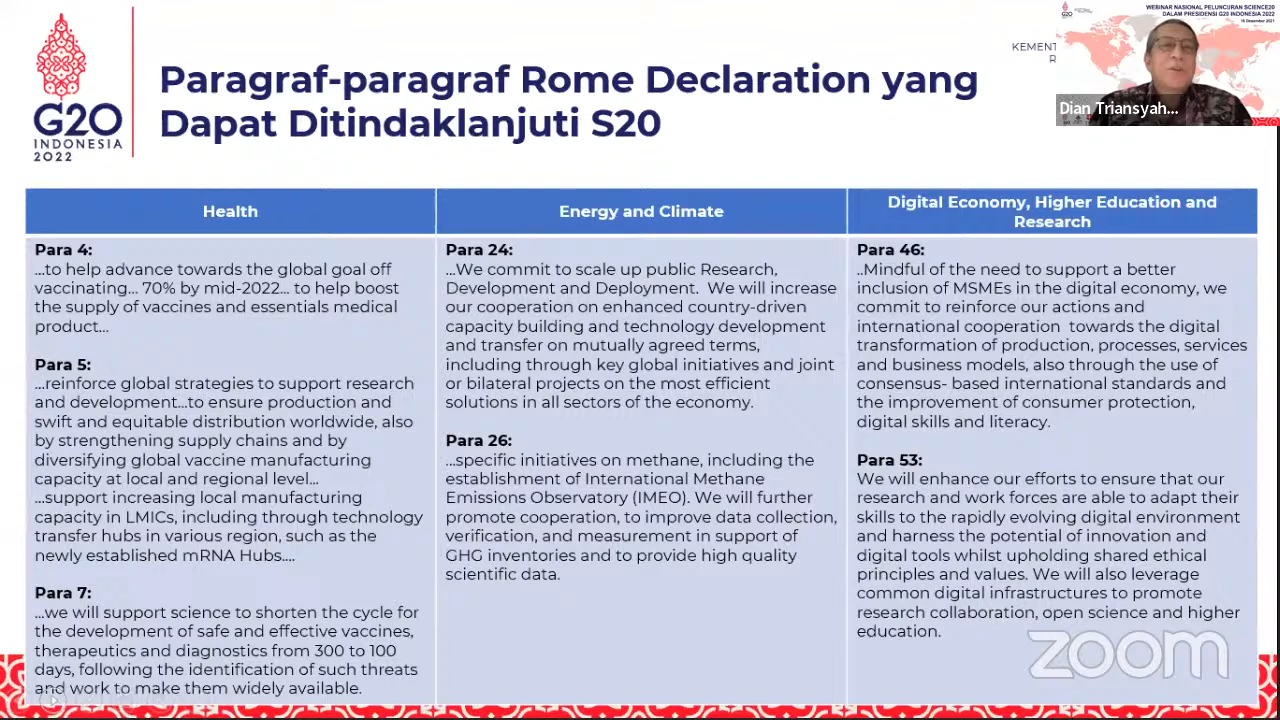 WEBINAR NASIONAL PELUNCURAN SCIENCE20
DALAM PRESIDENSI G20 INDONESIA 2022
16 Desember 2021
G20
KEMENT
R
Dian Triansyah...
G20
INDONESIA
2022
Paragraf-paragraf Rome Declaration yang
Dapat Ditindaklanjuti S20
Health
Para 4:
...to help advance towards the global goal off
vaccinating... 70% by mid-2022... to help boost
the supply of vaccines and essentials medical
product...
Para 5:
...reinforce global strategies to support research
and development...to ensure production and
swift and equitable distribution worldwide, also
by strengthening supply chains and by
diversifying global vaccine manufacturing
capacity at local and regional level...
...support increasing local manufacturing
capacity in LMICs, including through technology
transfer hubs in various region, such as the
newly established mRNA Hubs....
Para 7:
...we will support science to shorten the cycle for
the development of safe and effective vaccines,
therapeutics and diagnostics from 300 to 100
days, following the identification of such threats
and work to make them widely available.
Energy and Climate
Para 24:
...We commit to scale up public Research,
Development and Deployment.  We will increase
our cooperation on enhanced country-driven
capacity building and technology development
and transfer on mutually agreed terms,
including through key global initiatives and joint
or bilateral projects on the most efficient
solutions in all sectors of the economy.
Para 26:
...specific initiatives on methane, including the
establishment of International Methane
Emissions Observatory (IMEO). We will further
promote cooperation, to improve data collection,
verification, and measurement in support of
GHG inventories and to provide high quality
scientific data.
Digital Economy, Higher Education and
Research
Para 46:
..Mindful of the need to support a better
inclusion of MSMEs in the digital economy, we
commit to reinforce our actions and
international cooperation  towards the digital
transformation of production, processes, services
and business models, also through the use of
consensus- based international standards and
the improvement of consumer protection,
digital skills and literacy.
Para 53:
We will enhance our efforts to ensure that our
research and work forces are able to adapt their
skills to the rapidly evolving digital environment
and harness the potential of innovation and
digital tools whilst upholding shared ethical
principles and values. We will also leverage
common digital infrastructures to promote
research collaboration, open science and higher
education.
zoom